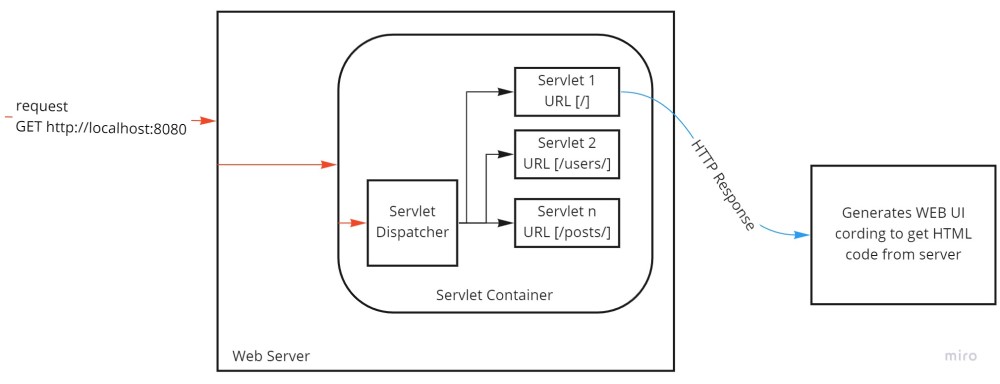 request
GET http://localhost:8080
Servlet 1
URL [/]
Servlet 2
URL [/users/]
Servlet n
URL [/posts/]
Servlet
Dispatcher
Servlet Container
Web Server
HTTP Response
Generates WEB UI
cording to get HTML
code from server
miro